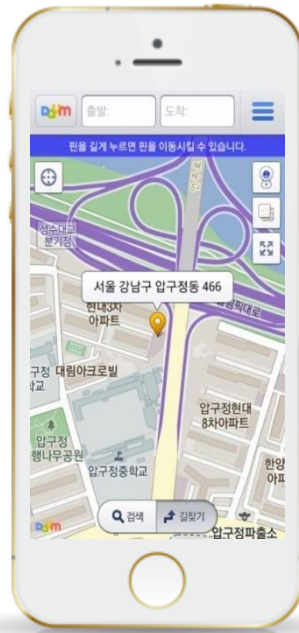 Daum 출발: 도착:
핀을 길게 누르면 핀을 이동시킬 수 있습니다.
성수대교
분기점
서울 강남구 압구정동 466
현대3차
아파트
구정
학교
대림아크로빌
압구정현대
8차아파트
압구정
은행나무공원
압구정중학교
한양
아파
검색 길찾기
Daum
압구정파출소